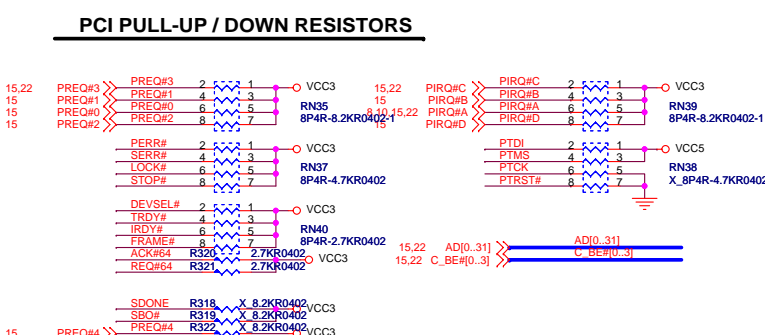 PCI PULL-UP / DOWN RESISTORS
15,22 PREQ#3 PREQ#3 2 1 VCC3
15 PREQ#1 PREQ#1 4 3
15 PREQ#0 PREQ#0 6 5 RN35
15 PREQ#2 PREQ#2 8 7 8P4R-8.2KR0402-1
PERR# 2 1 VCC3
SERR# 4 3
LOCK# 6 5 RN37
STOP# 8 7 8P4R-4.7KR0402
DEVSEL# 2 1 VCC3
TRDY# 4 3
IRDY# 6 5 RN40
FRAME# 8 7 8P4R-2.7KR0402
ACK#64 R320 2.7KR0402 VCC3
REQ#64 R321 2.7KR0402
SDONE R318 X_8.2KR0402 VCC3
SBO# R319 X_8.2KR0402
15 PREQ#4 PREQ#4 R322 X_8.2KR0402 VCC3
15,22 PIRQ#C PIRQ#C 2 1 VCC3
15 PIRQ#B PIRQ#B 4 3
8,10,15,22 PIRQ#A PIRQ#A 6 5 RN39
15 PIRQ#D PIRQ#D 8 7 8P4R-8.2KR0402-1
PTDI 2 1 VCC5
PTMS 4 3
PTCK 6 5 RN38
PTRST# 8 7 X_8P4R-4.7KR0402
15,22 AD[0..31] AD[0..31]
15,22 C_BE#[0..3] C_BE#[0..3]